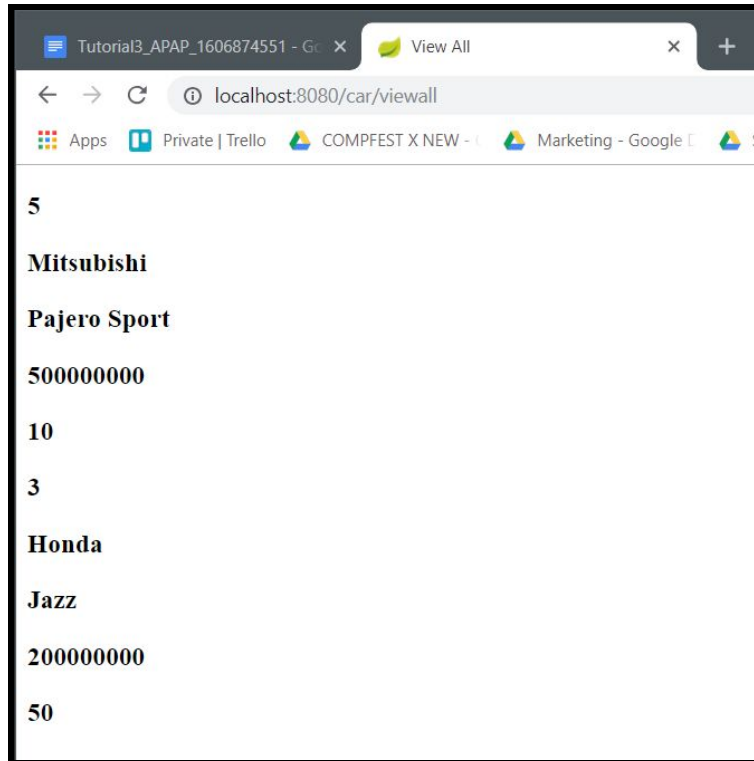 Tutorial3_APAP_1606874551 - Go
View All
localhost:8080/car/viewall
Apps Private | Trello COMPFEST X NEW - Marketing - Google
5
Mitsubishi
Pajero Sport
500000000
10
3
Honda
Jazz
200000000
50